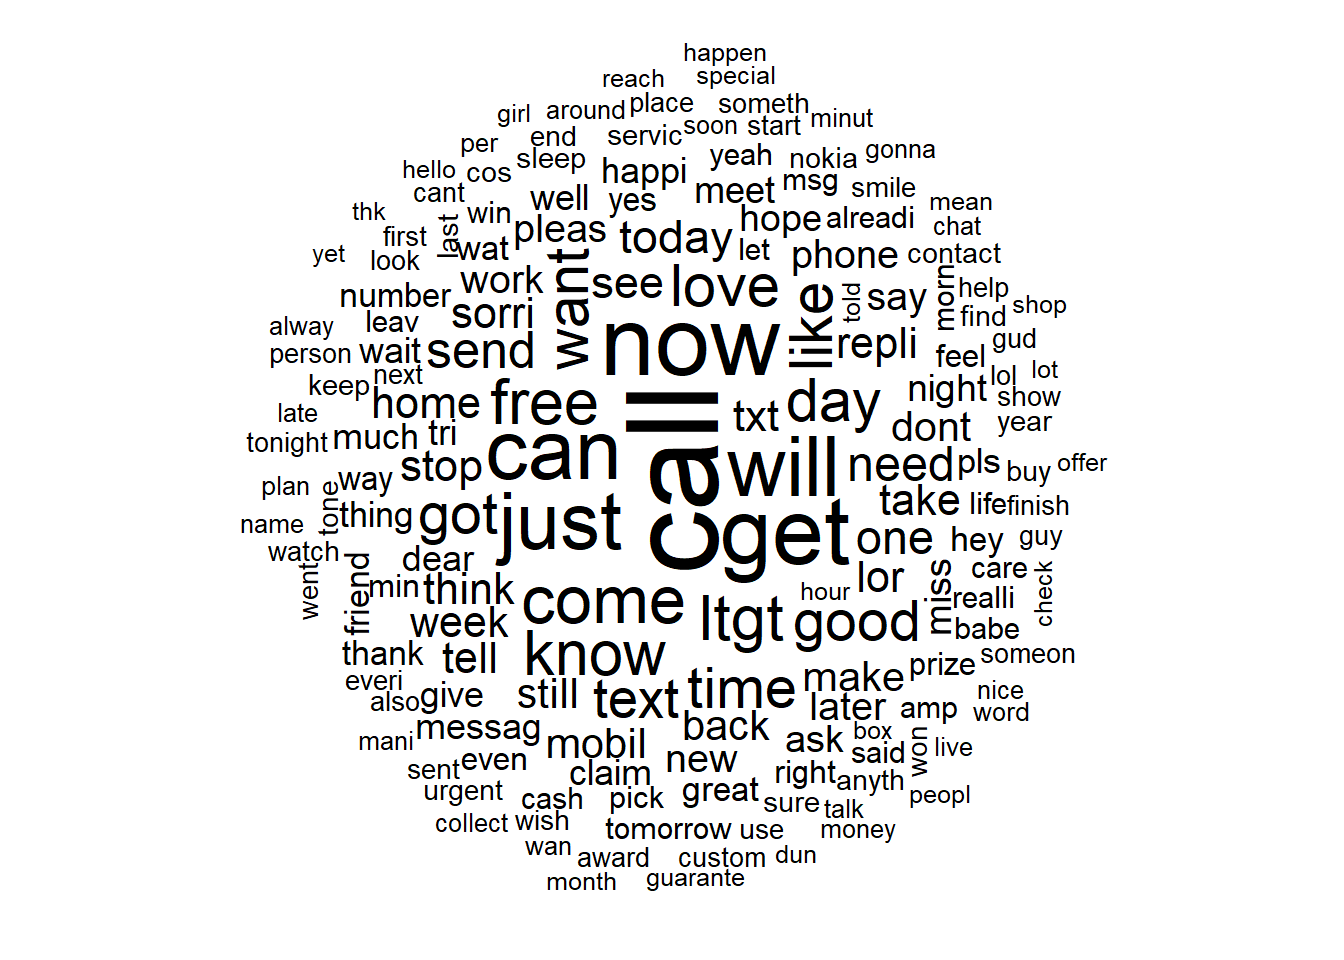 happen
reach special
girl around place someth
per end servic soon start minut
hello cos sleep happi yeah nokia gonna
thk cant win well yes meet msg smile mean
yet first last wat pleas today hope alreadi chat
look work want see love let phone contact
number sorri now like told say morn help
alway leav send repli find shop
person wait feel gud
keep next home free call txt day night lol lot
late show
tonight much tri can will dont year
plan way stop need pls buy offer
name tone thing got just get take life finish
watch dear one hey guy
went friend min think come hour lor miss care check
week ltgt good realli
thank tell know babe
everi make prize someon
also give still text time later amp nice
mani messag mobil back ask box word
sent even claim new right said won live
urgent cash pick great sure anyth peopl
collect wish tomorrow use talk money
wan award custom dun
month guarante